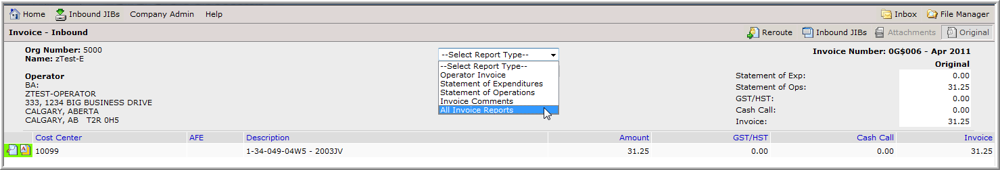 Home Inbound JIBs Company Admin Help Inbox File Manager
Invoice - Inbound Reroute Inbound JIBs Attachments Original
Org Number: 5000
Name: zTest-E
Operator
BA:
ZTEST-OPERATOR
333, 1234 BIG BUSINESS DRIVE
CALGARY, ABERTA
CALGARY, AB T2R 0H5
--Select Report Type--
--Select Report Type--
Operator Invoice
Statement of Expenditures
Statement of Operations
Invoice Comments
All Invoice Reports
Invoice Number: 0G$006 - Apr 2011
Original
Statement of Exp: 0.00
Statement of Ops: 31.25
GST/HST: 0.00
Cash Call: 0.00
Invoice: 31.25
Cost Center AFE Description Amount GST/HST Cash Call Invoice
10099 1-34-049-04W5 - 2003JV 31.25 0.00 0.00 31.25